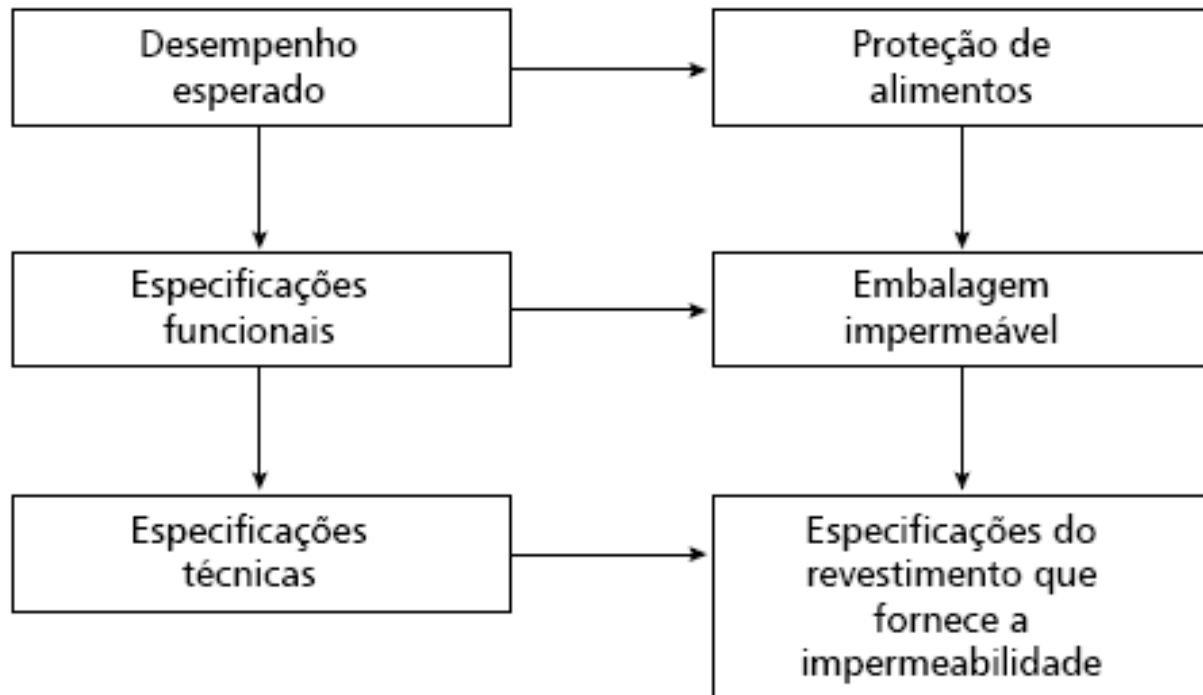 Desempenho
esperado
Proteção de
alimentos
Especificações
funcionais
Embalagem
impermeável
Especificações
técnicas
Especificações do
revestimento que
fornece a
impermeabilidade